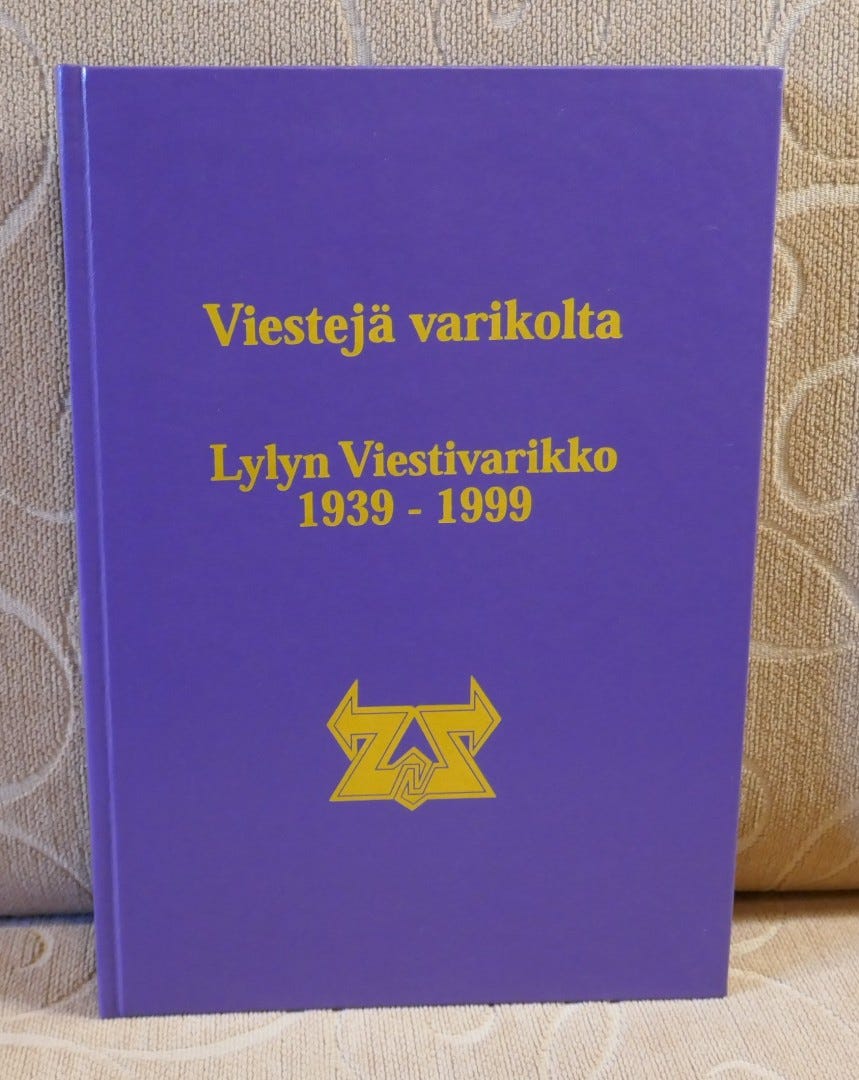 Viestejä varikolta
Lylyn Viestivarikko
1939 - 1999